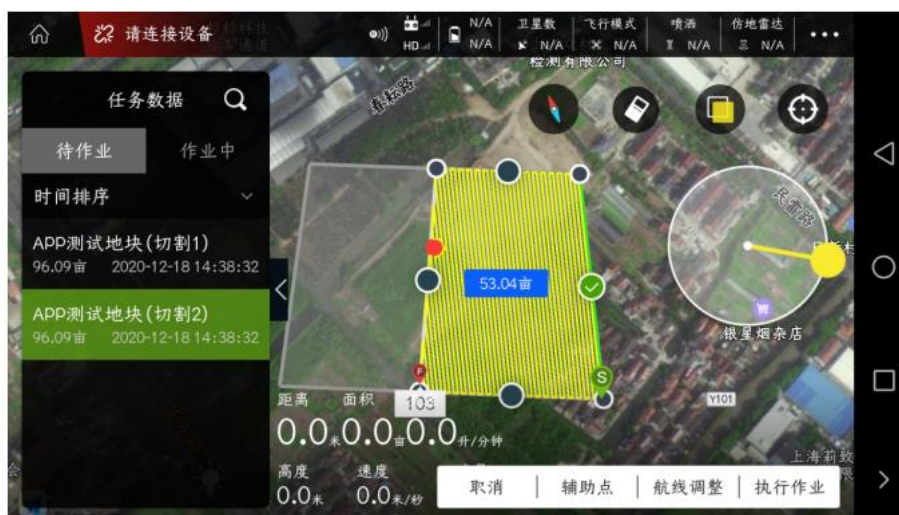 请连接设备
HD
N/A
N/A
卫星数
N/A
飞行模式
N/A
喷洒
N/A
仿地雷达
N/A
检测有限公司
春标路
任务数据
待作业
作业中
时间排序
APP测试地块(切割1)
96.09亩 2020-12-18 14:38:32
APP测试地块(切割2)
96.09亩 2020-12-18 14:38:32
53.04亩
民雷路
银星烟杂店
Y101
S
F
103
距离 面积
0.0米 0.0亩 0.0升/分钟
高度 速度
0.0米 0.0米/秒
上海莉致
取消 辅助点 航线调整 执行作业